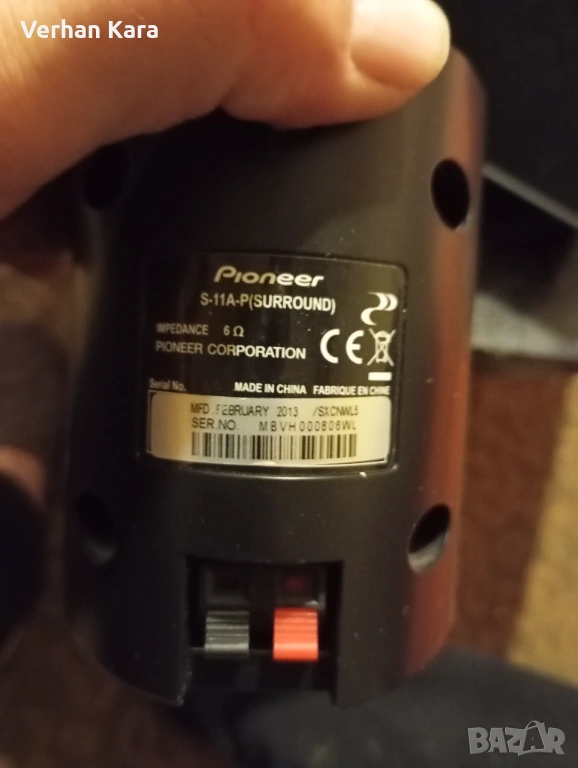 Verhan Kara
Pioneer
S-11A-P(SURROUND)
IMPEDANCE 6 Ω
PIONEER CORPORATION
CE
Serial No. MADE IN CHINA FABRIQUE EN CHINE
MFD .FEBRUARY 2013 /SXCNWL5
SER.NO. MBVH000806WL
BAZAR